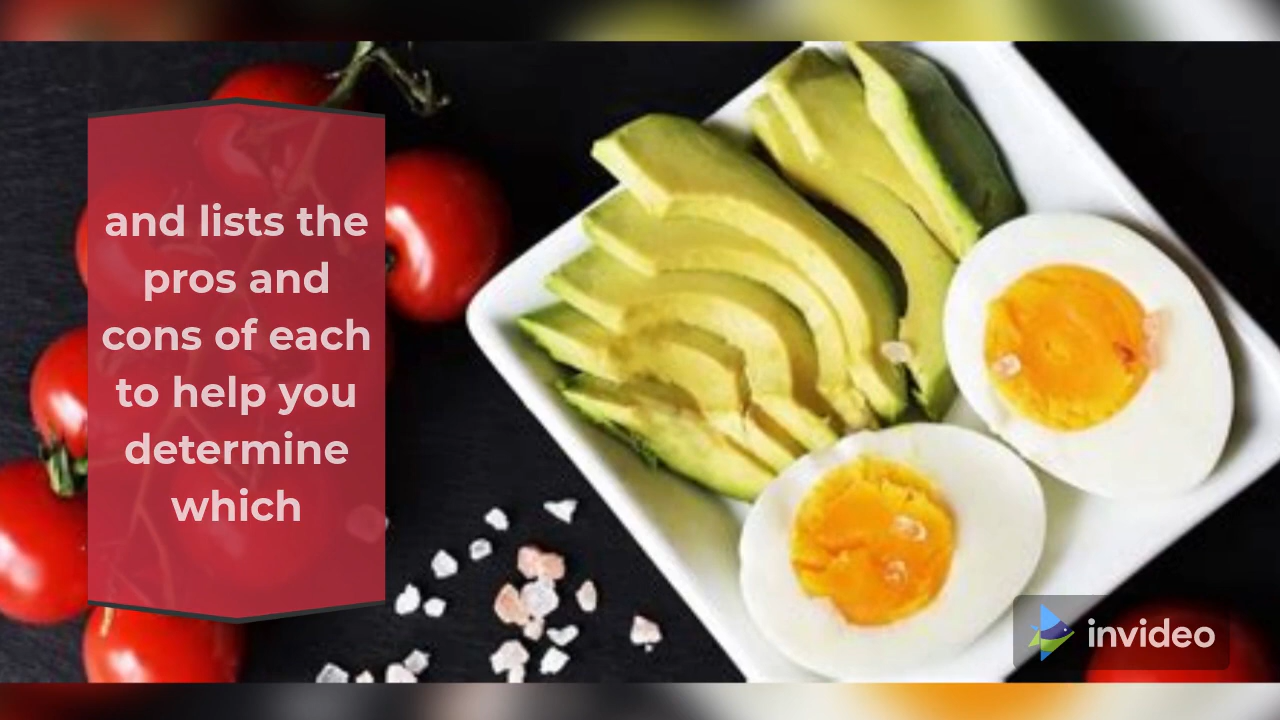 and lists the
pros and
cons of each
to help you
determine
which
invideo